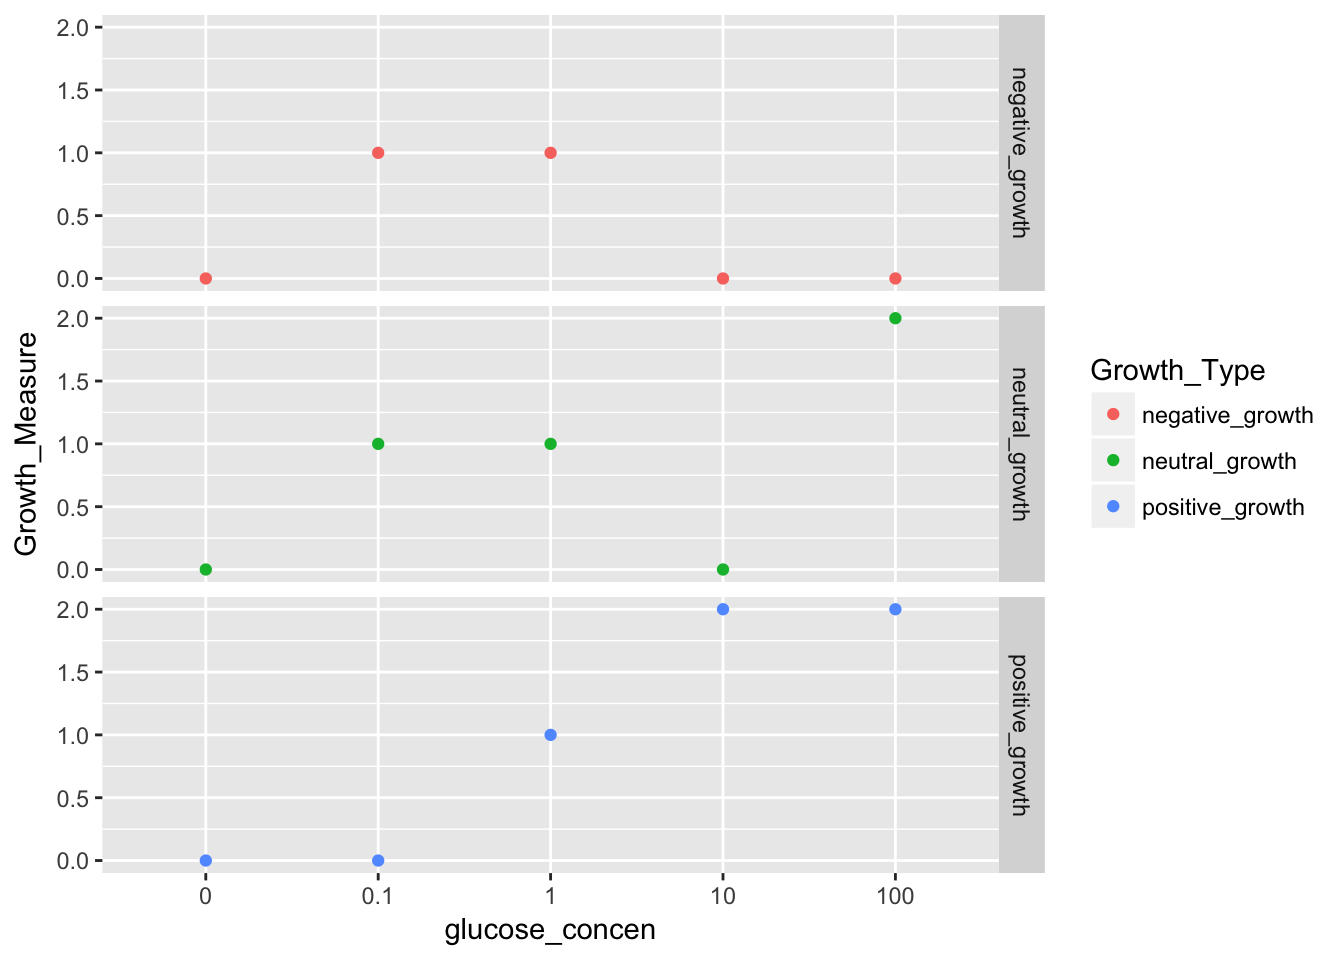 2.0
1.5
1.0
0.5
0.0
negative_growth
2.0
1.5
1.0
0.5
0.0
neutral_growth
2.0
1.5
1.0
0.5
0.0
positive_growth
Growth_Measure
0 0.1 1 10 100
glucose_concen
Growth_Type
negative_growth
neutral_growth
positive_growth